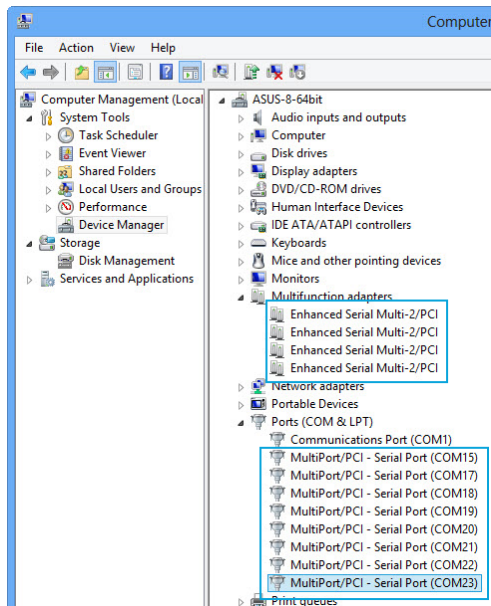 Computer
File Action View Help
Computer Management (Local
System Tools
Task Scheduler
Event Viewer
Shared Folders
Local Users and Groups
Performance
Device Manager
Storage
Disk Management
Services and Applications
ASUS-8-64bit
Audio inputs and outputs
Computer
Disk drives
Display adapters
DVD/CD-ROM drives
Human Interface Devices
IDE ATA/ATAPI controllers
Keyboards
Mice and other pointing devices
Monitors
Multifunction adapters
Enhanced Serial Multi-2/PCI
Enhanced Serial Multi-2/PCI
Enhanced Serial Multi-2/PCI
Enhanced Serial Multi-2/PCI
Network adapters
Portable Devices
Ports (COM & LPT)
Communications Port (COM1)
MultiPort/PCI - Serial Port (COM15)
MultiPort/PCI - Serial Port (COM17)
MultiPort/PCI - Serial Port (COM18)
MultiPort/PCI - Serial Port (COM19)
MultiPort/PCI - Serial Port (COM20)
MultiPort/PCI - Serial Port (COM21)
MultiPort/PCI - Serial Port (COM22)
MultiPort/PCI - Serial Port (COM23)
Print queues